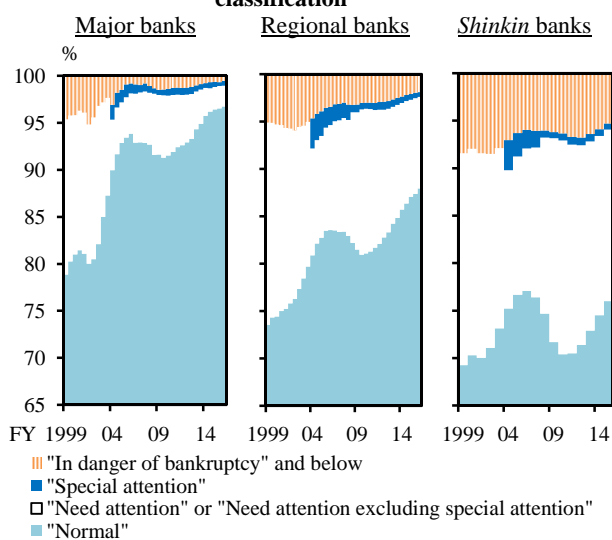 classification
Major banks Regional banks Shinkin banks
%
100
95
90
85
80
75
70
65
FY 1999 04 09 14 1999 04 09 14 1999 04 09 14
"In danger of bankruptcy" and below
"Special attention"
"Need attention" or "Need attention excluding special attention"
"Normal"